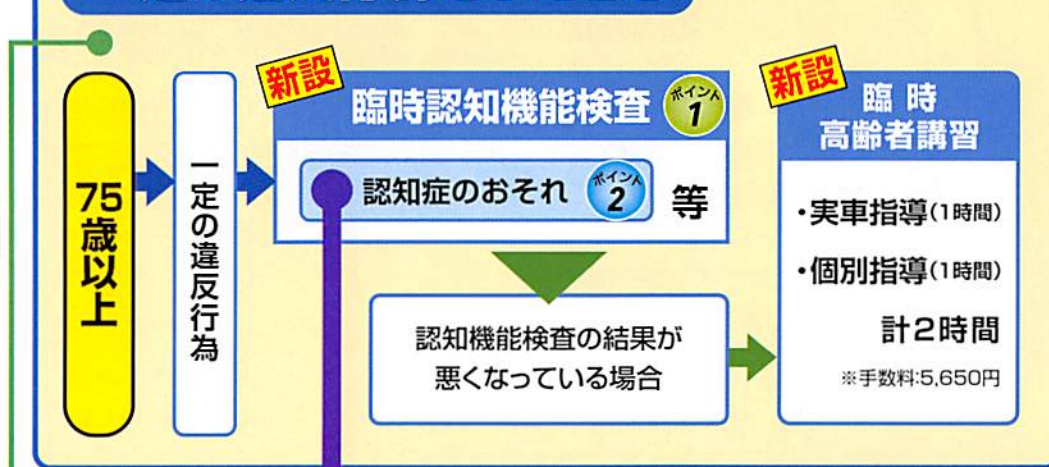 75歳以上
一定の違反行為
新設
臨時認知機能検査
ポイント1
認知症のおそれ
ポイント2
等
認知機能検査の結果が
悪くなっている場合
新設
臨時
高齢者講習
・実車指導(1時間)
・個別指導(1時間)
計2時間
※手数料:5,650円